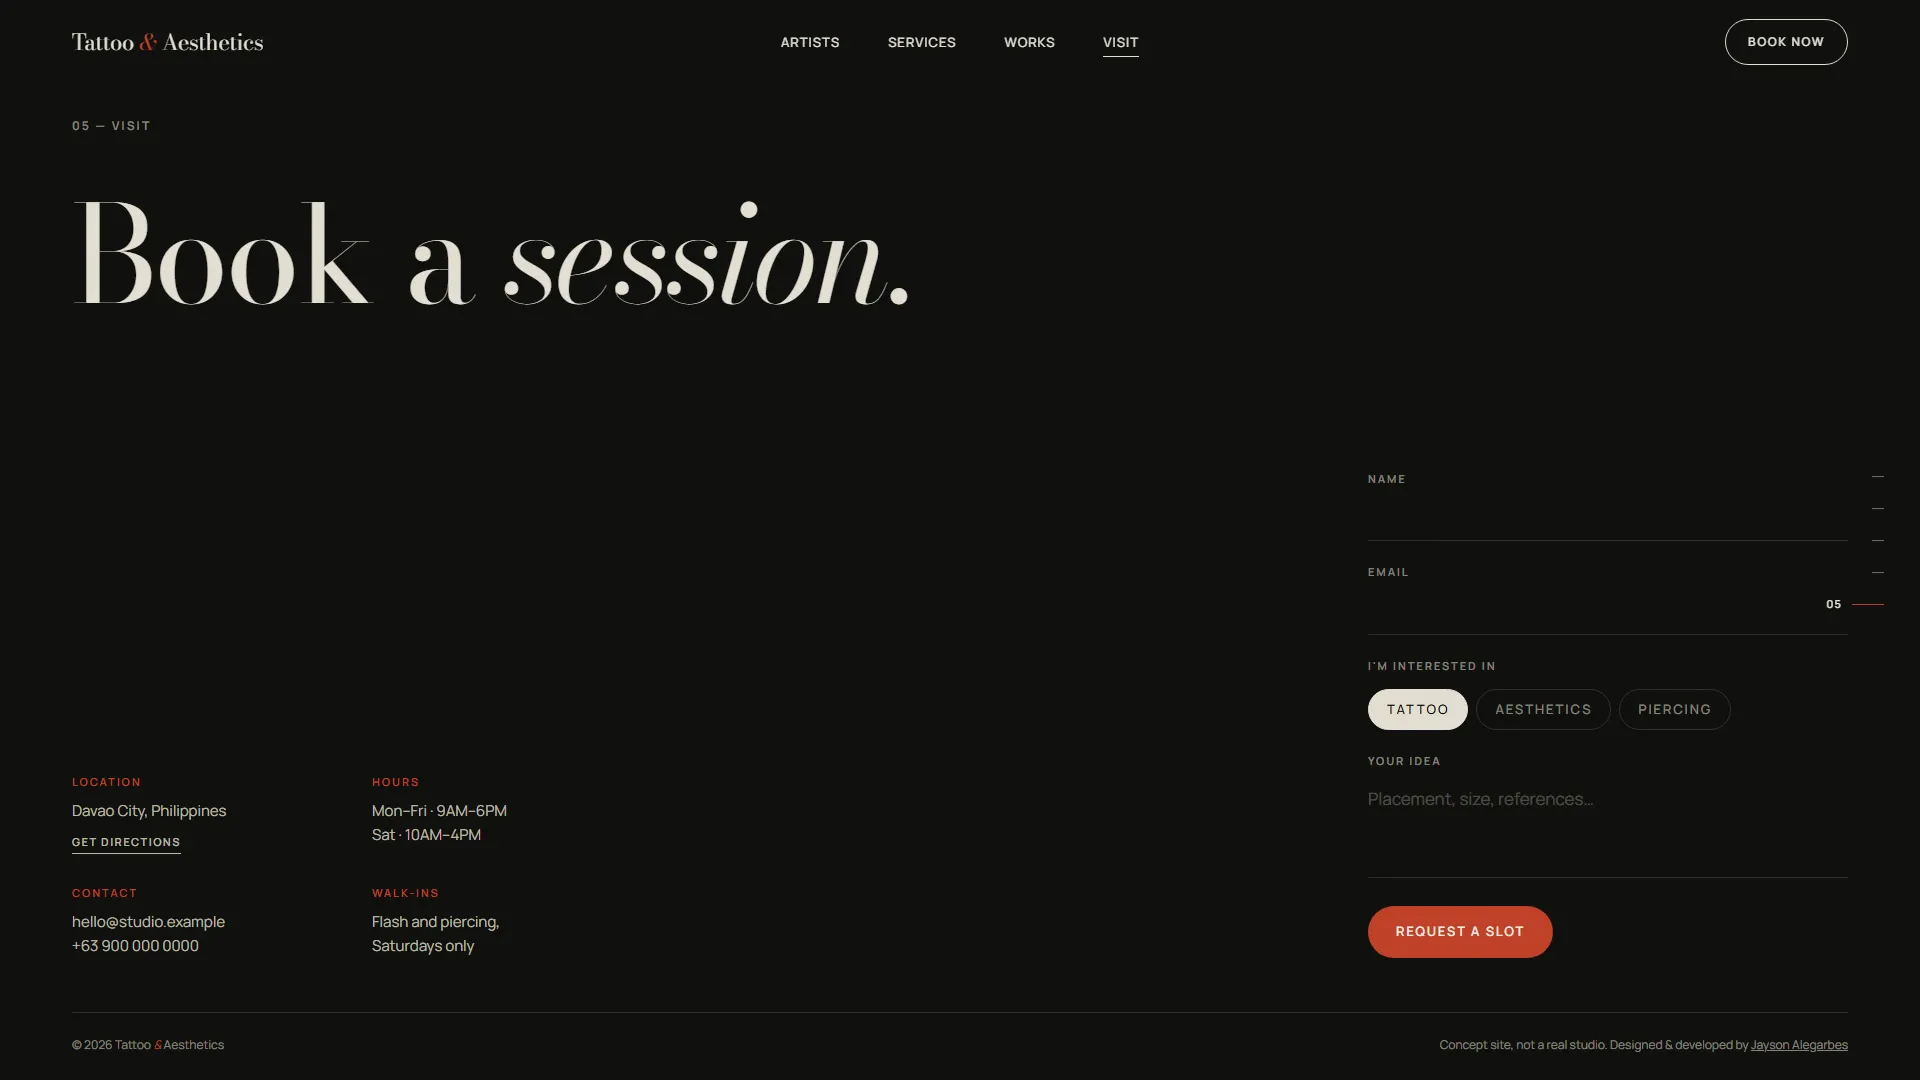 Tattoo & Aesthetics
ARTISTS
SERVICES
WORKS
VISIT
BOOK NOW
05 — VISIT
Book a session.
NAME
EMAIL
05
I'M INTERESTED IN
TATTOO
AESTHETICS
PIERCING
YOUR IDEA
Placement, size, references…
REQUEST A SLOT
LOCATION
Davao City, Philippines
GET DIRECTIONS
HOURS
Mon–Fri · 9AM–6PM
Sat · 10AM–4PM
CONTACT
hello@studio.example
+63 900 000 0000
WALK-INS
Flash and piercing,
Saturdays only
© 2026 Tattoo & Aesthetics
Concept site, not a real studio. Designed & developed by Jayson Alegarbes